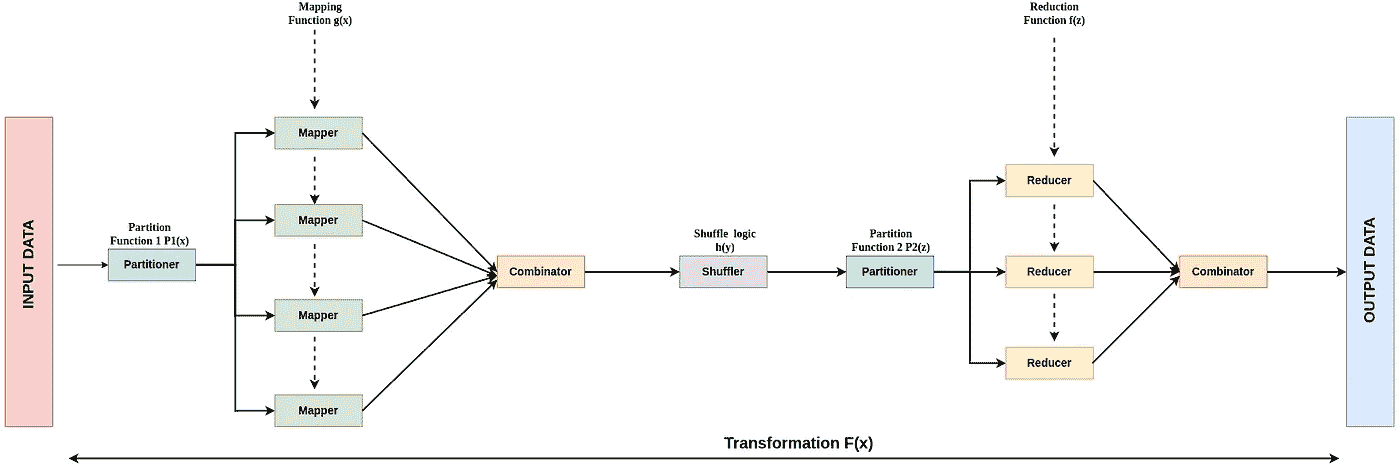 Mapping
Function g(x)
Reduction
Function f(z)
Mapper
Mapper
Mapper
Mapper
INPUT DATA
Partition
Function 1 P1(x)
Partitioner
Combinator
Shuffle logic
h(y)
Shuffler
Partition
Function 2 P2(z)
Partitioner
Reducer
Reducer
Reducer
Combinator
OUTPUT DATA
Transformation F(x)